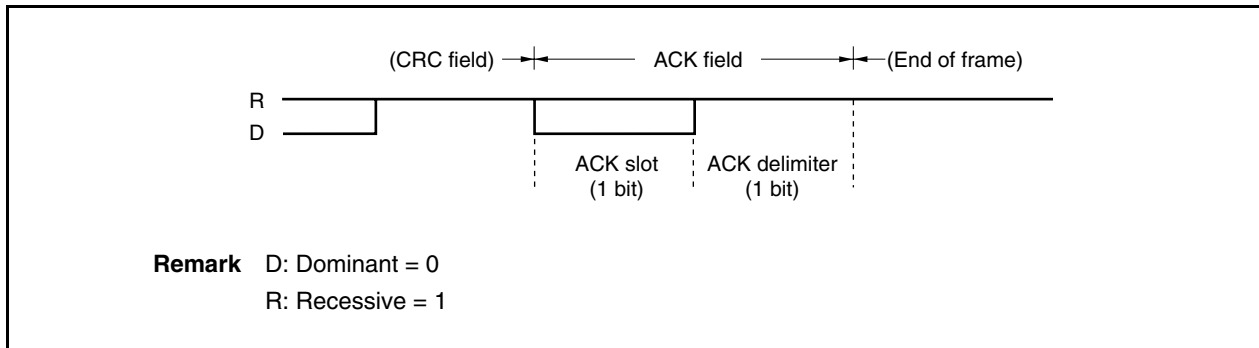 (CRC field) ACK field (End of frame)
R
D
ACK slot ACK delimiter
(1 bit) (1 bit)
Remark D: Dominant = 0
R: Recessive = 1